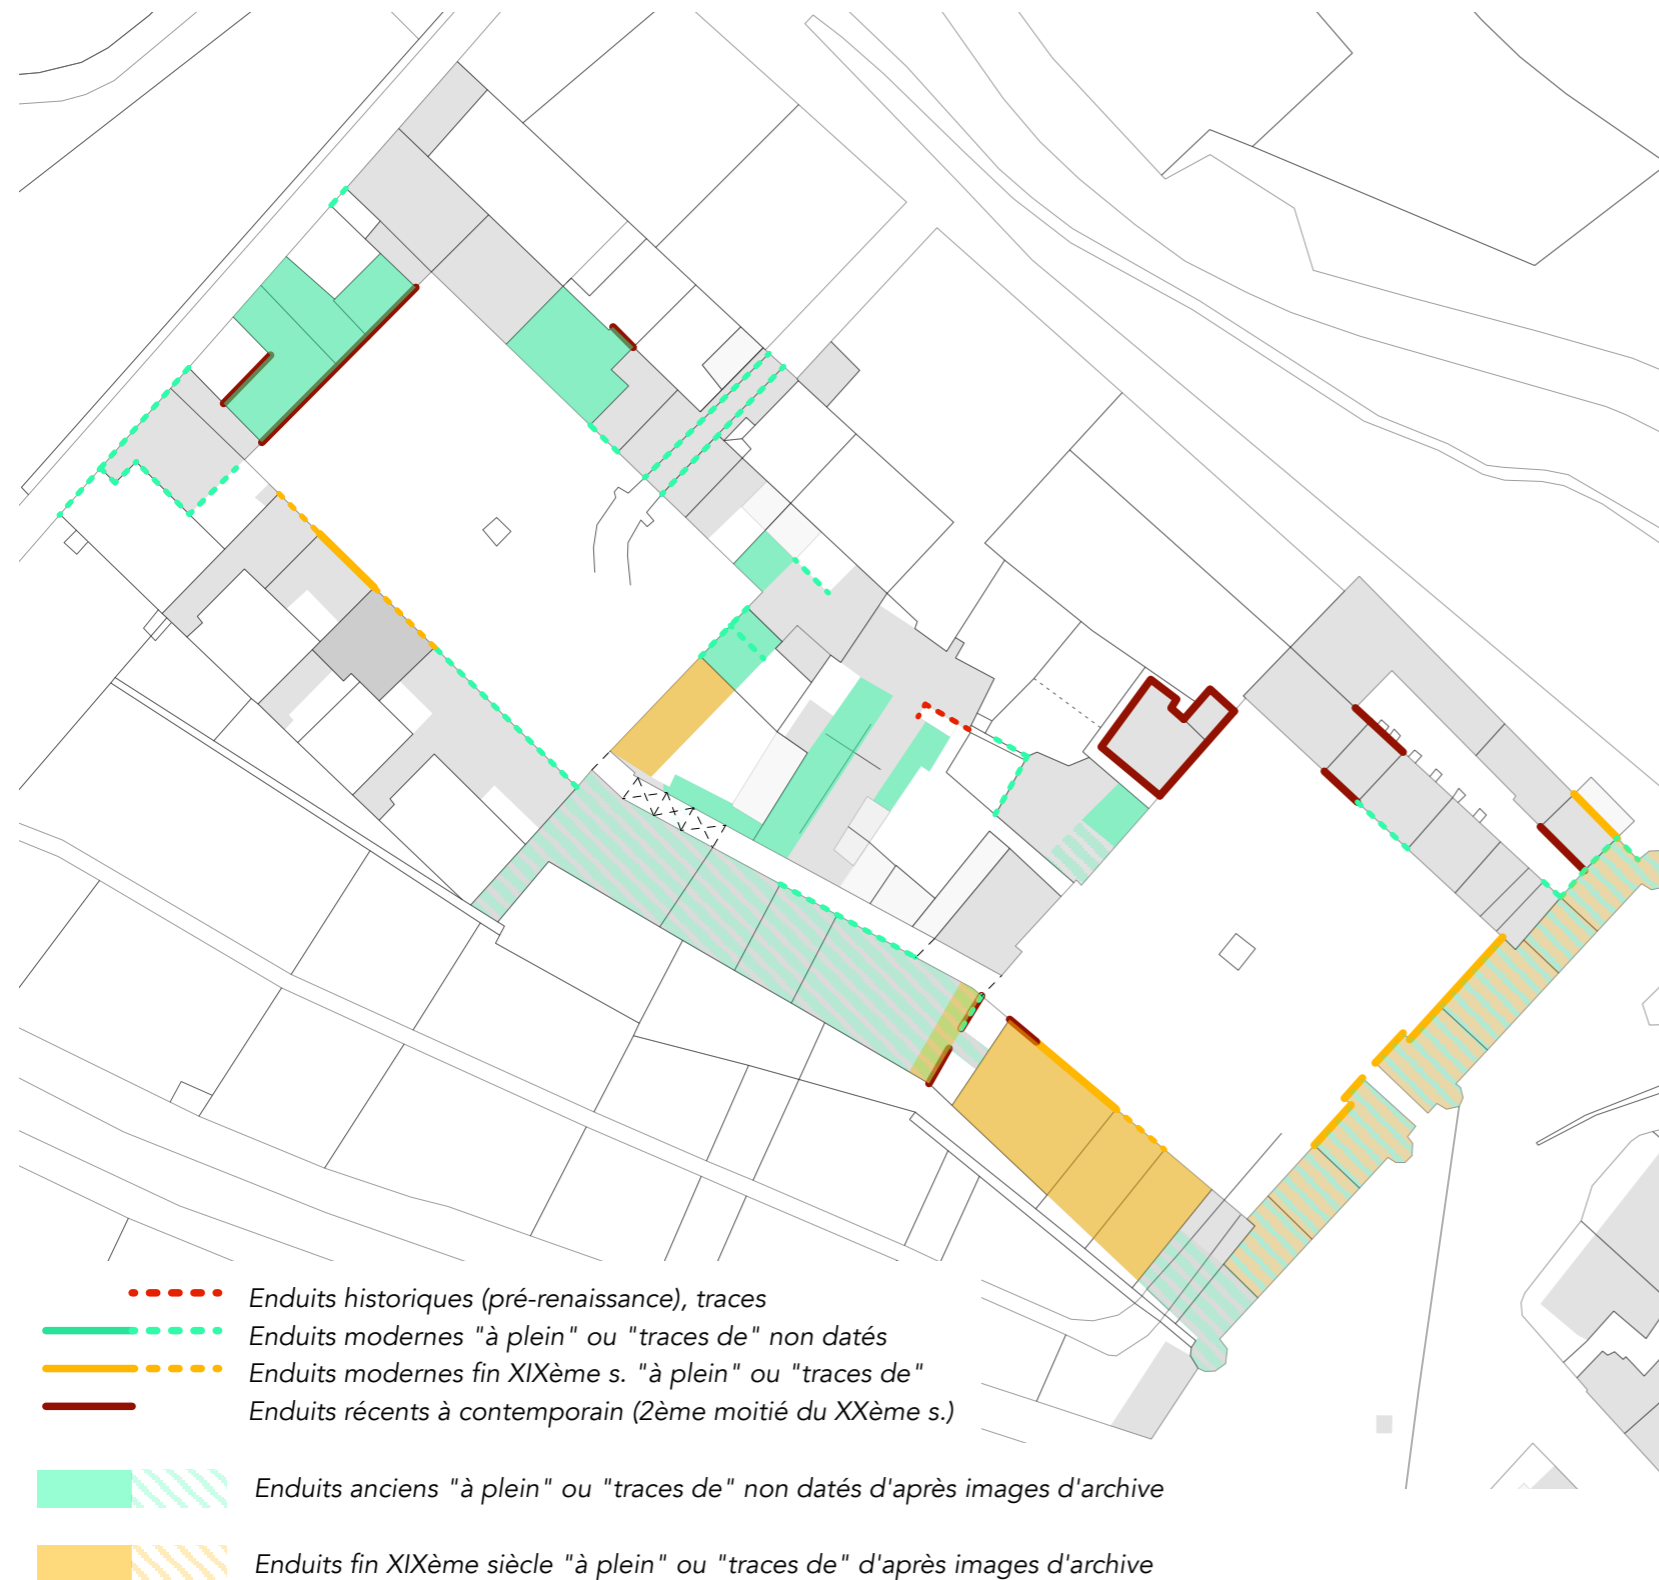 Enduits historiques (pré-renaissance), traces
Enduits modernes "à plein" ou "traces de" non datés
Enduits modernes fin XIXème s. "à plein" ou "traces de"
Enduits récents à contemporain (2ème moitié du XXème s.)
Enduits anciens "à plein" ou "traces de" non datés d'après images d'archive
Enduits fin XIXème siècle "à plein" ou "traces de" d'après images d'archive